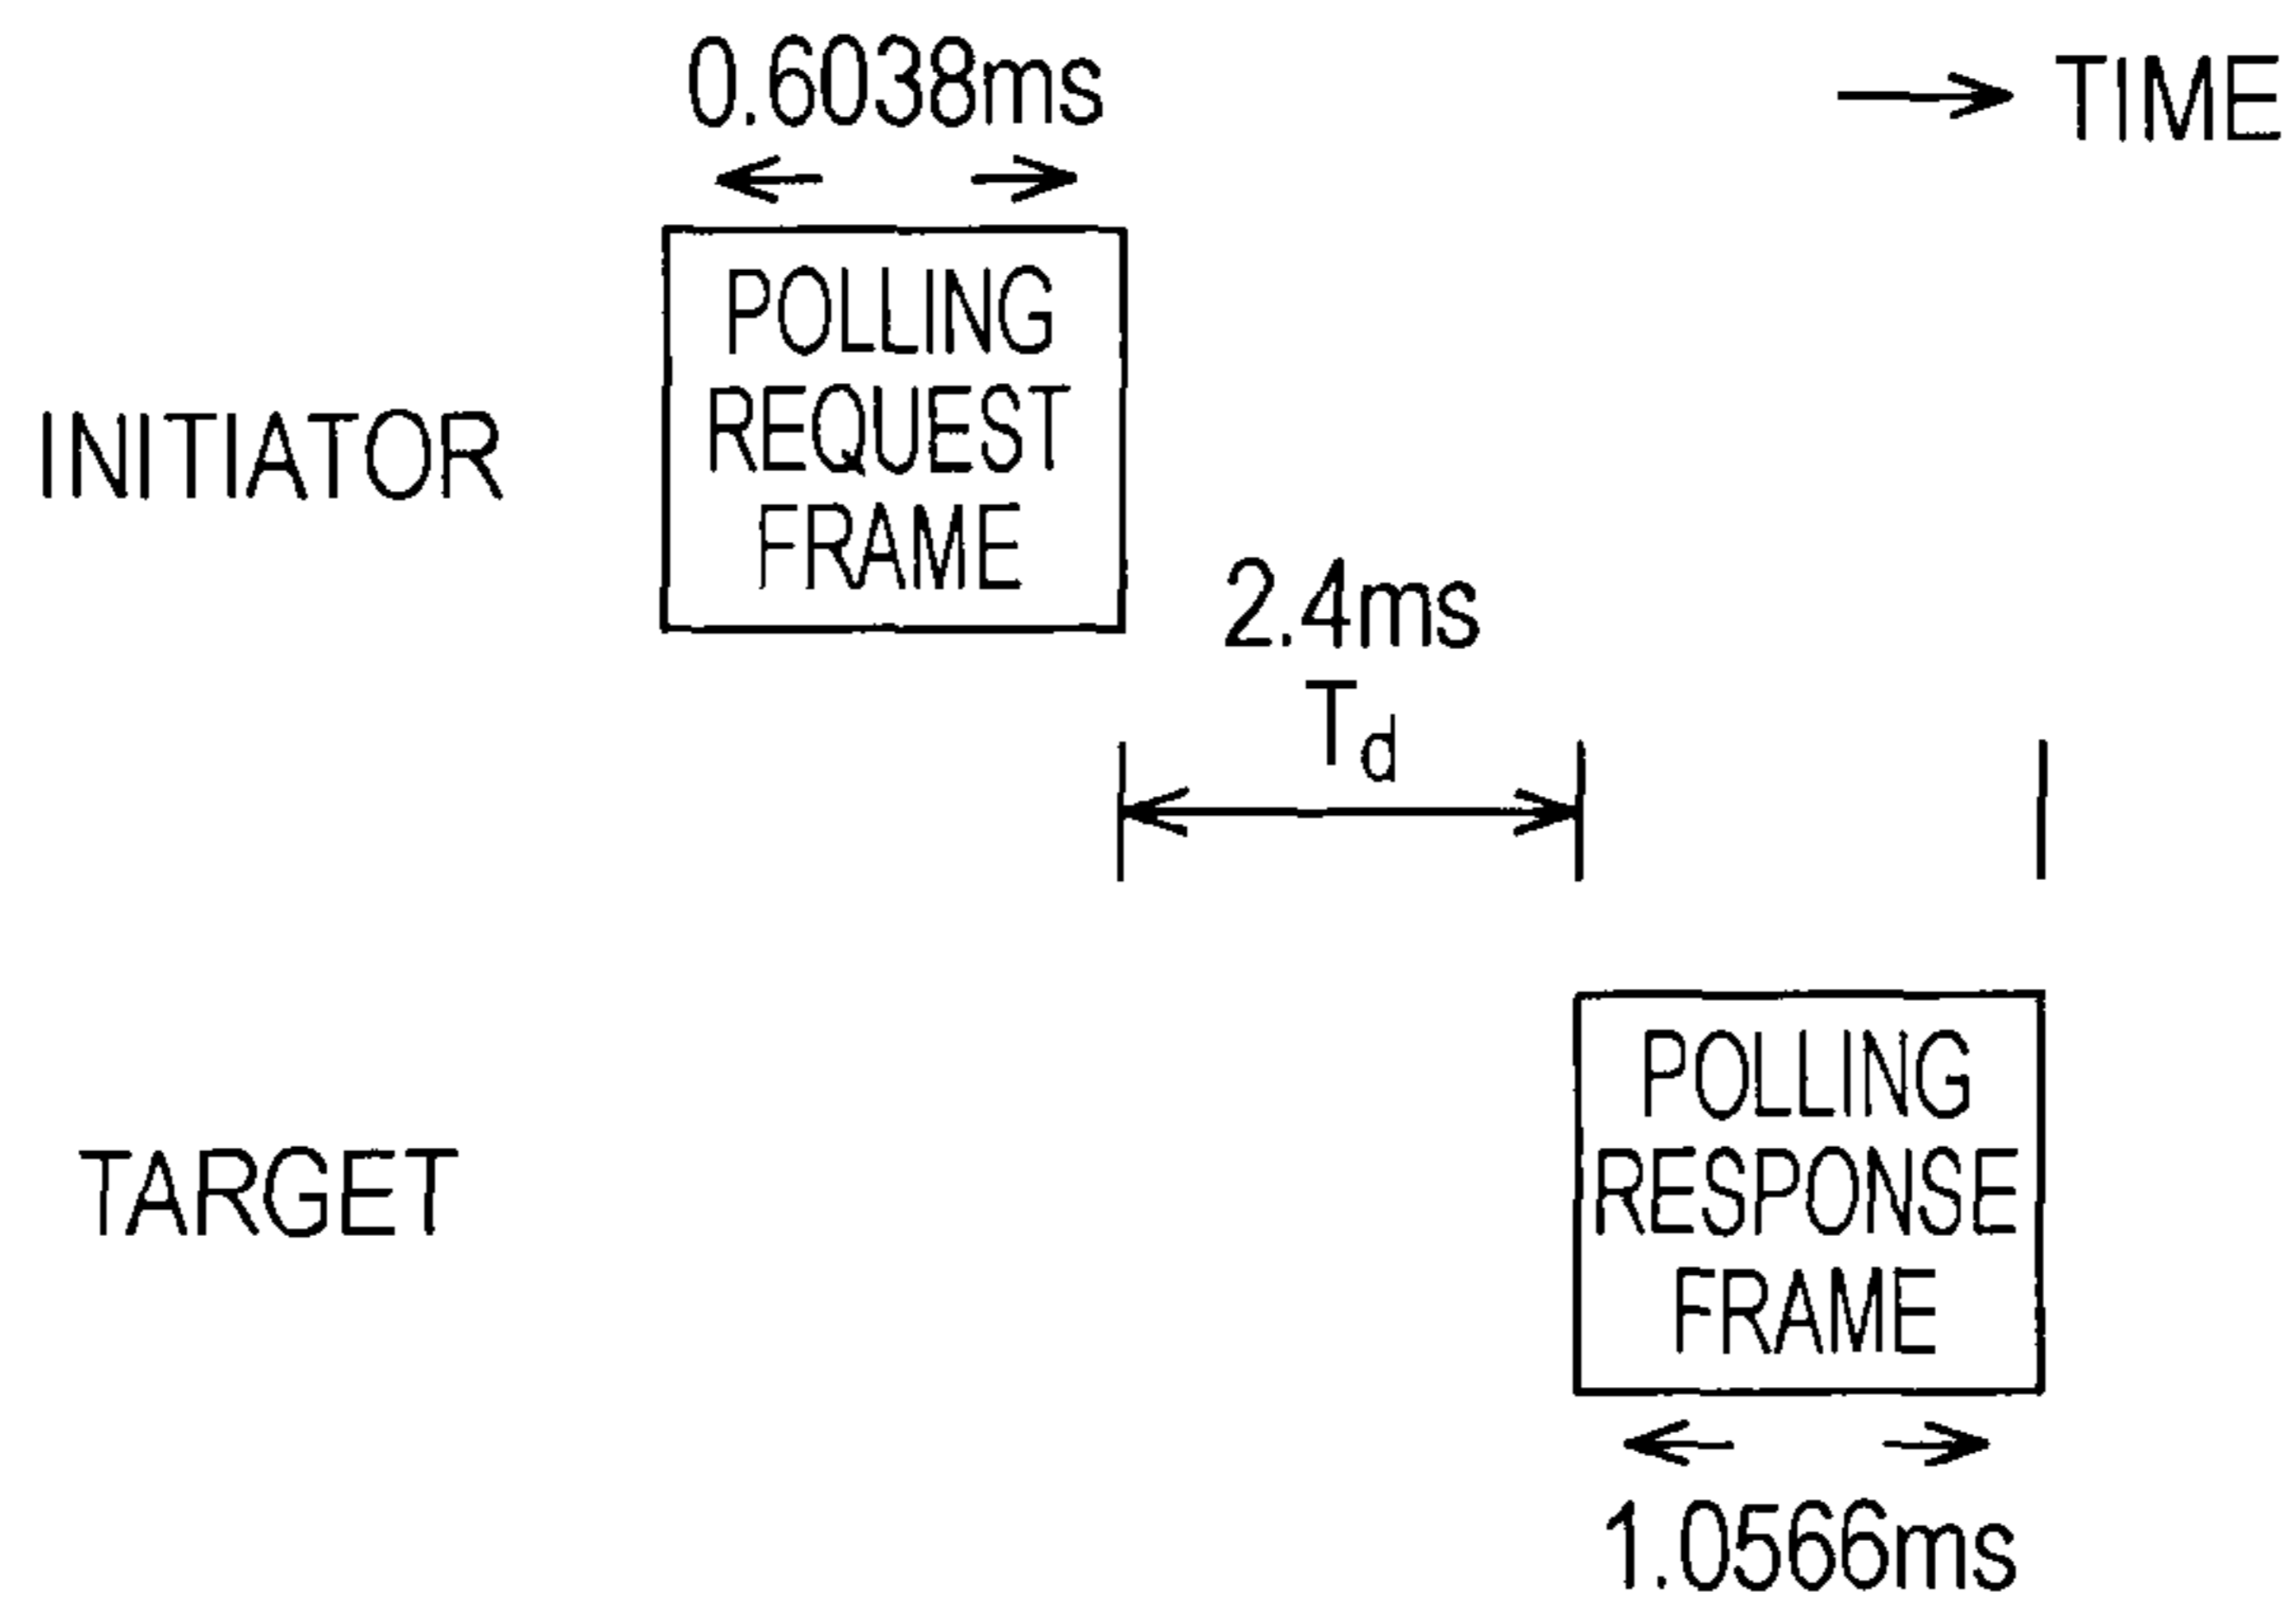 0.6038ms
TIME
POLLING
REQUEST
FRAME
INITIATOR
2.4ms
Td
POLLING
RESPONSE
FRAME
TARGET
1.0566ms